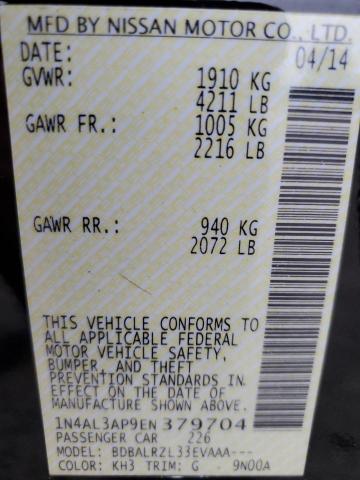 MFD BY NISSAN MOTOR CO., LTD.
DATE: 04/14
GVWR: 1910 KG
4211 LB
GAWR FR.: 1005 KG
2216 LB
GAWR RR.: 940 KG
2072 LB
THIS VEHICLE CONFORMS TO
ALL APPLICABLE FEDERAL
MOTOR VEHICLE SAFETY,
BUMPER, AND THEFT
PREVENTION STANDARDS IN
EFFECT ON THE DATE OF
MANUFACTURE SHOWN ABOVE.
1N4AL3AP9EN 379704
PASSENGER CAR 226
MODEL: BDBALRZL33EVAAA---
COLOR: KH3 TRIM: G 9N00A